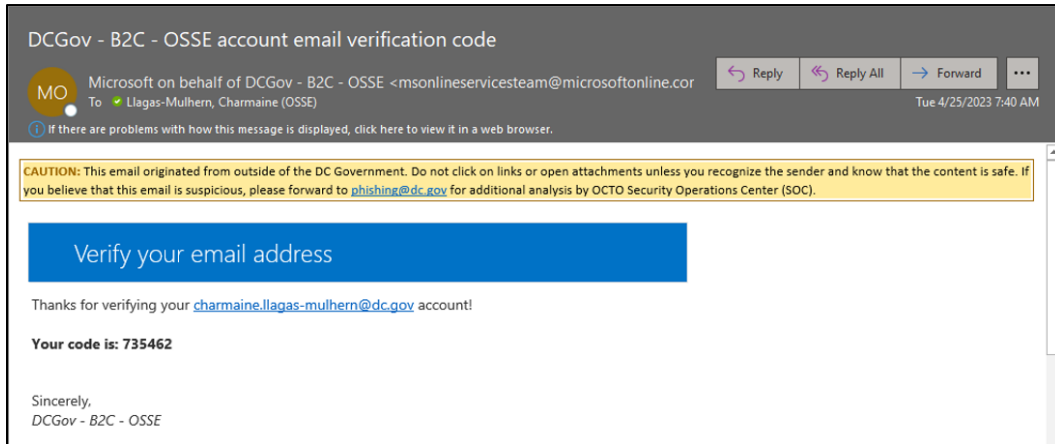 DCGov - B2C - OSSE account email verification code
MO
Microsoft on behalf of DCGov - B2C - OSSE <msonlineservicesteam@microsoftonline.cor
To Llagas-Mulhern, Charmaine (OSSE)
Reply
Reply All
Forward
...
Tue 4/25/2023 7:40 AM
If there are problems with how this message is displayed, click here to view it in a web browser.
CAUTION: This email originated from outside of the DC Government. Do not click on links or open attachments unless you recognize the sender and know that the content is safe. If
you believe that this email is suspicious, please forward to phishing@dc.gov for additional analysis by OCTO Security Operations Center (SOC).
Verify your email address
Thanks for verifying your charmaine.llagas-mulhern@dc.gov account!
Your code is: 735462
Sincerely,
DCGov - B2C - OSSE